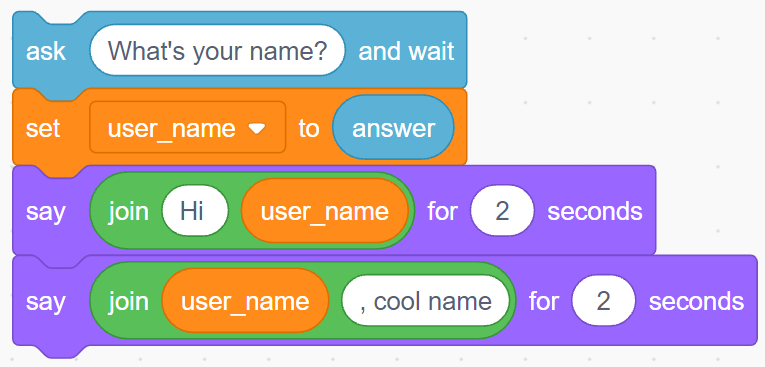 ask What's your name? and wait
set user_name to answer
say join Hi user_name for 2 seconds
say join user_name , cool name for 2 seconds